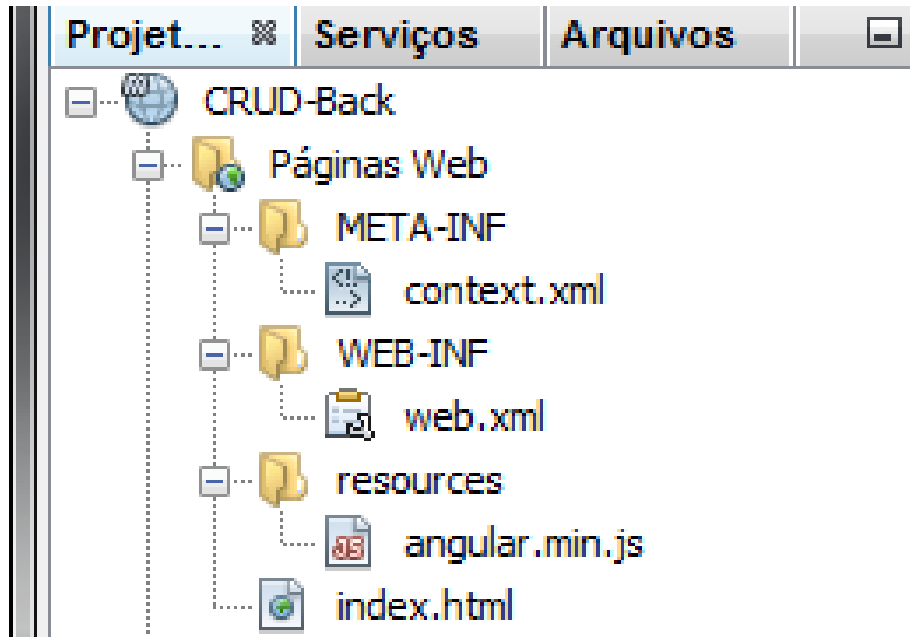 Projet... Serviços Arquivos
CRUD-Back
Páginas Web
META-INF
context.xml
WEB-INF
web.xml
resources
angular.min.js
index.html